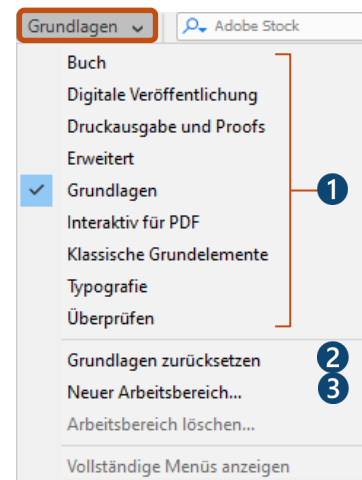 Grundlagen Adobe Stock
Buch
Digitale Veröffentlichung
Druckausgabe und Proofs
Erweitert
Grundlagen 1
Interaktiv für PDF
Klassische Grundelemente
Typografie
Überprüfen
Grundlagen zurücksetzen 2
Neuer Arbeitsbereich... 3
Arbeitsbereich löschen...
Vollständige Menüs anzeigen